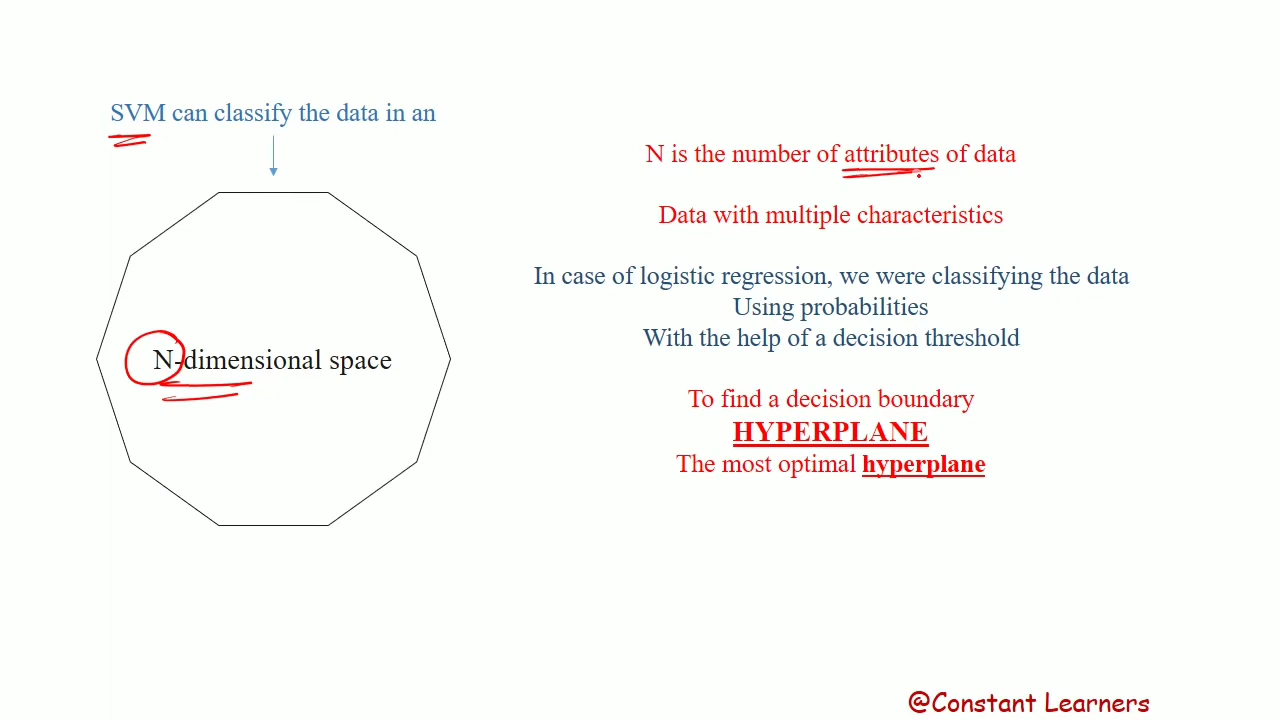 SVM can classify the data in an
N-dimensional space
N is the number of attributes of data
Data with multiple characteristics
In case of logistic regression, we were classifying the data
Using probabilities
With the help of a decision threshold
To find a decision boundary
HYPERPLANE
The most optimal hyperplane
@Constant Learners